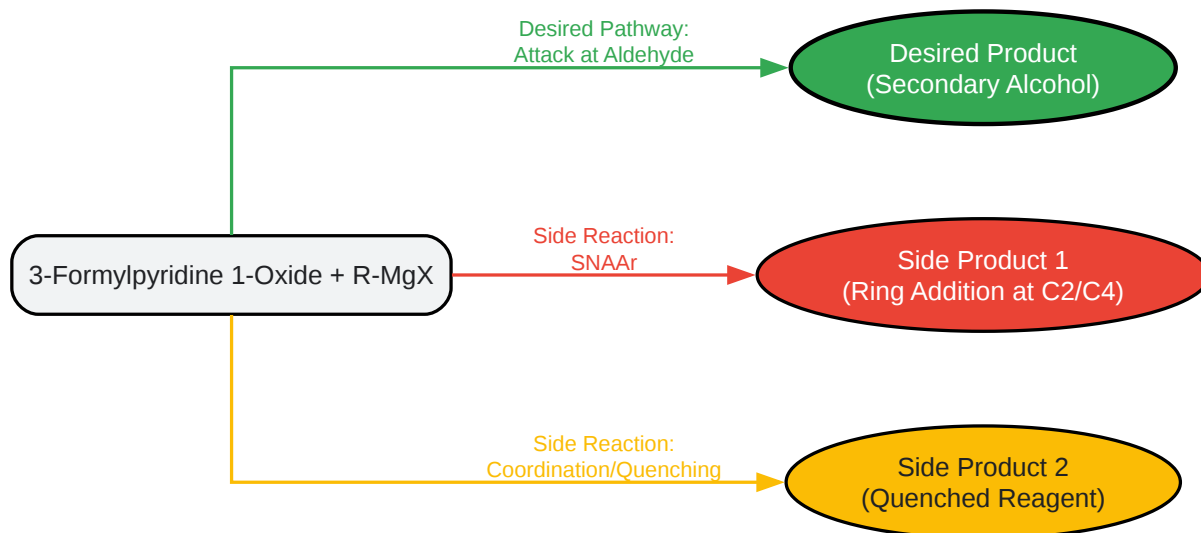 Desired Pathway:
Attack at Aldehyde
Desired Product
(Secondary Alcohol)
3-Formylpyridine 1-Oxide + R-MgX
Side Reaction:
SNAAr
Side Product 1
(Ring Addition at C2/C4)
Side Reaction:
Coordination/Quenching
Side Product 2
(Quenched Reagent)